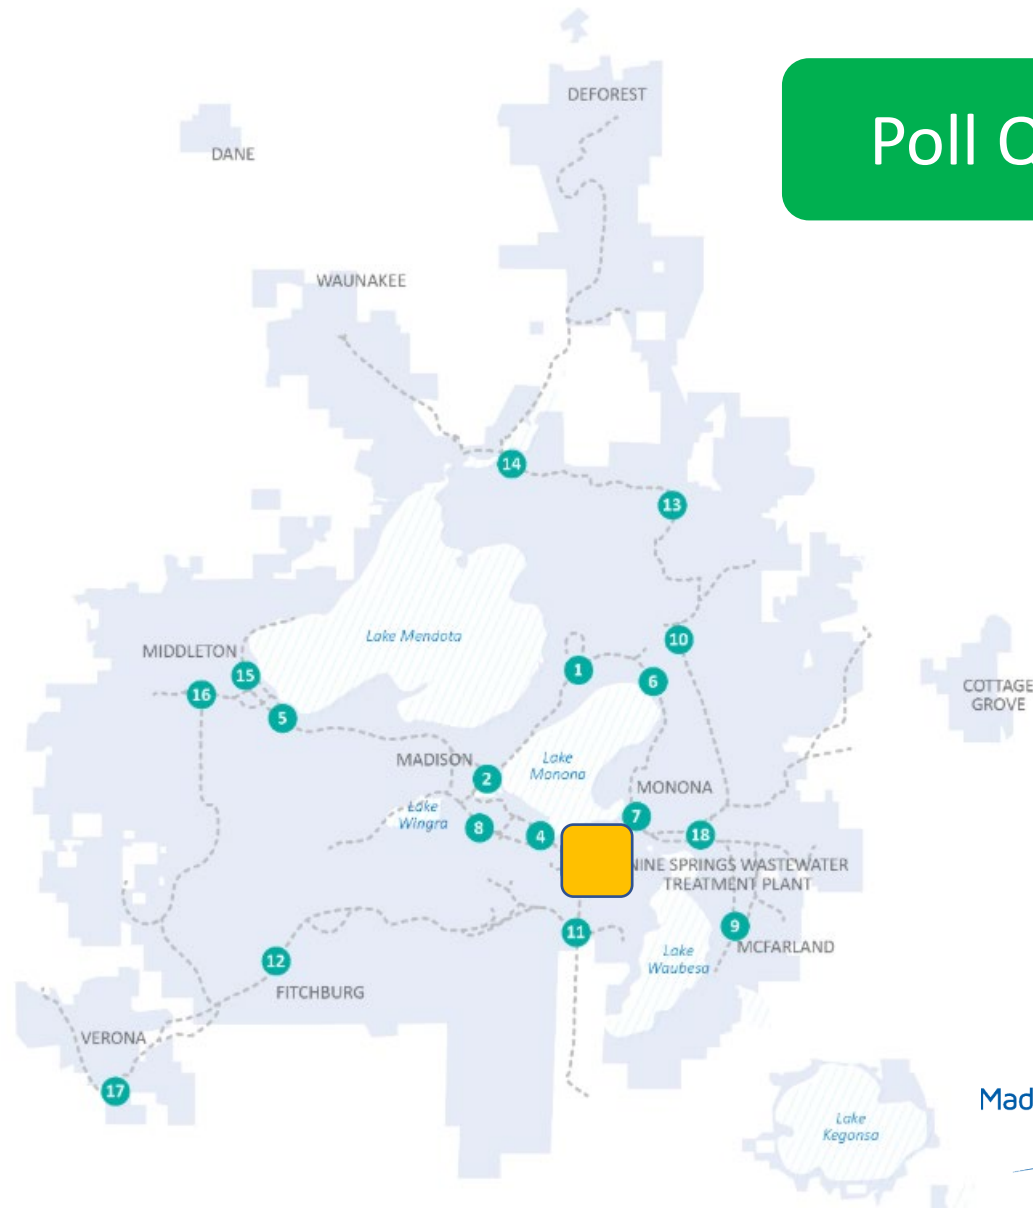 DEFOREST
Poll Q
DANE
WAUNAKEE
14
13
Lake Mendota
10
MIDDLETON
15
1
6
16
COTTAGE
GROVE
5
MADISON
Lake
Monona
2
MONONA
Lake
Wingra
7
8
4
18
NINE SPRINGS WASTEWATER
TREATMENT PLANT
9
11
MCFARLAND
Lake
Waubesa
12
FITCHBURG
VERONA
17
Mad
Lake
Kegonsa